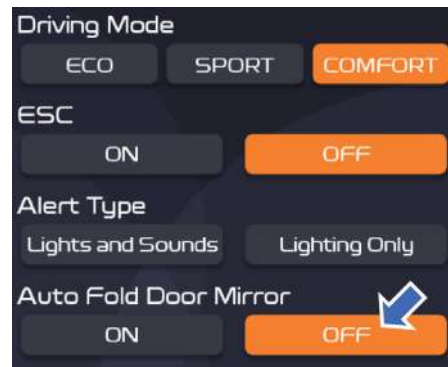 Driving Mode
ECO SPORT COMFORT
ESC
ON OFF
Alert Type
Lights and Sounds Lighting Only
Auto Fold Door Mirror
ON OFF